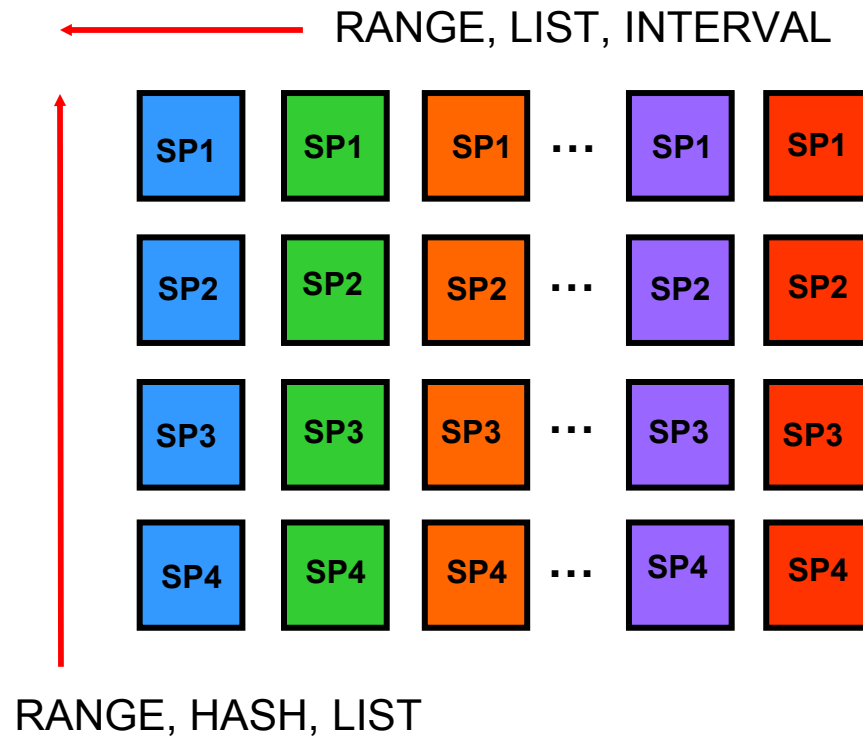 RANGE, LIST, INTERVAL
SP1 SP1 SP1 ... SP1 SP1
SP2 SP2 SP2 ... SP2 SP2
SP3 SP3 SP3 ... SP3 SP3
SP4 SP4 SP4 ... SP4 SP4
RANGE, HASH, LIST